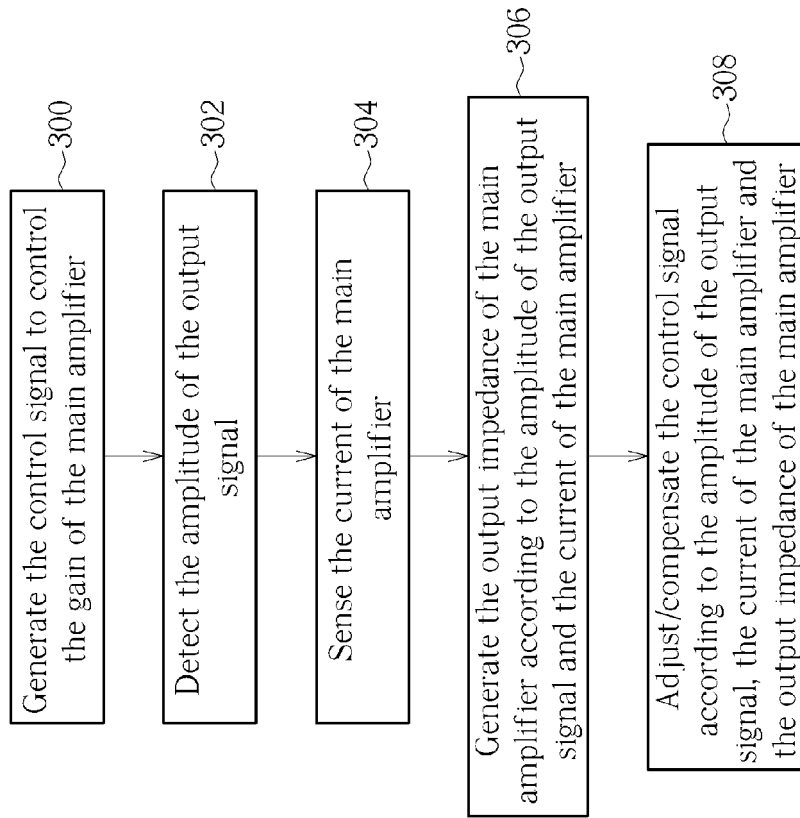 Generate the control signal to control
the gain of the main amplifier
300
Detect the amplitude of the output
signal
302
Sense the current of the main
amplifier
304
Generate the output impedance of the main
amplifier according to the amplitude of the output
signal and the current of the main amplifier
306
Adjust/compensate the control signal
according to the amplitude of the output
signal, the current of the main amplifier and
the output impedance of the main amplifier
308